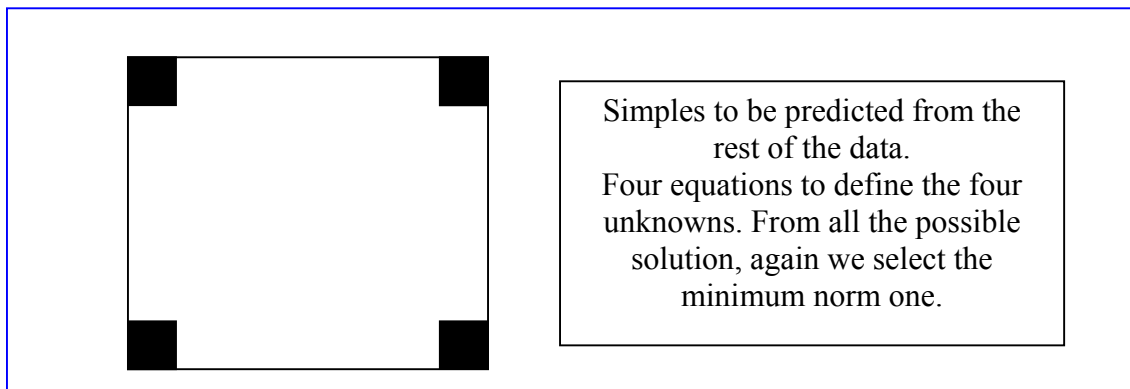 Simples to be predicted from the
rest of the data.
Four equations to define the four
unknowns. From all the possible
solution, again we select the
minimum norm one.